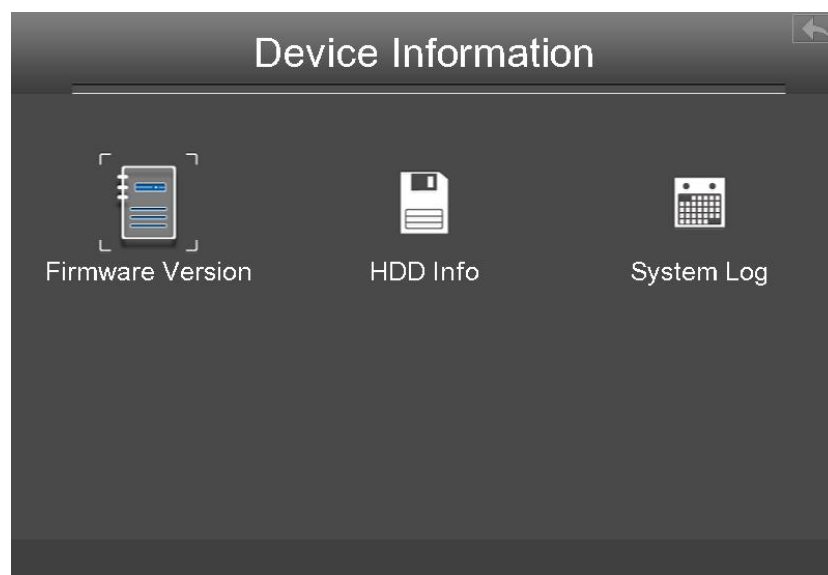 Device Information
Firmware Version
HDD Info
System Log